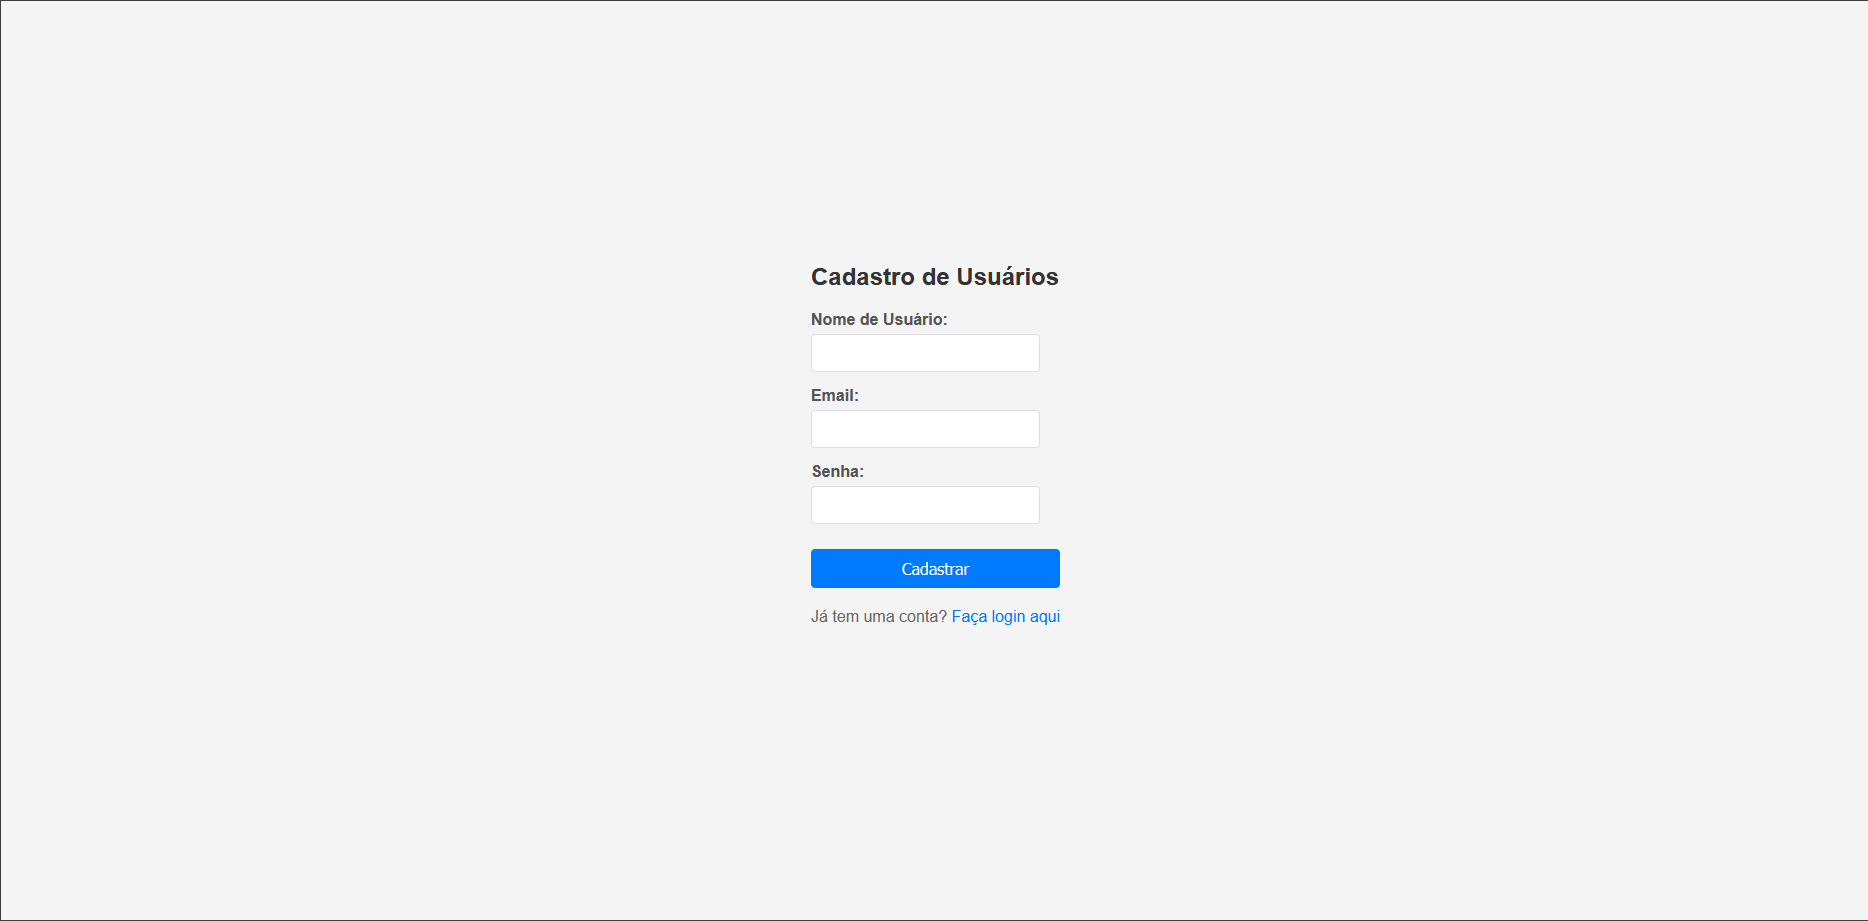 Cadastro de Usuários
Nome de Usuário:
Email:
Senha:
Cadastrar
Já tem uma conta? Faça login aqui